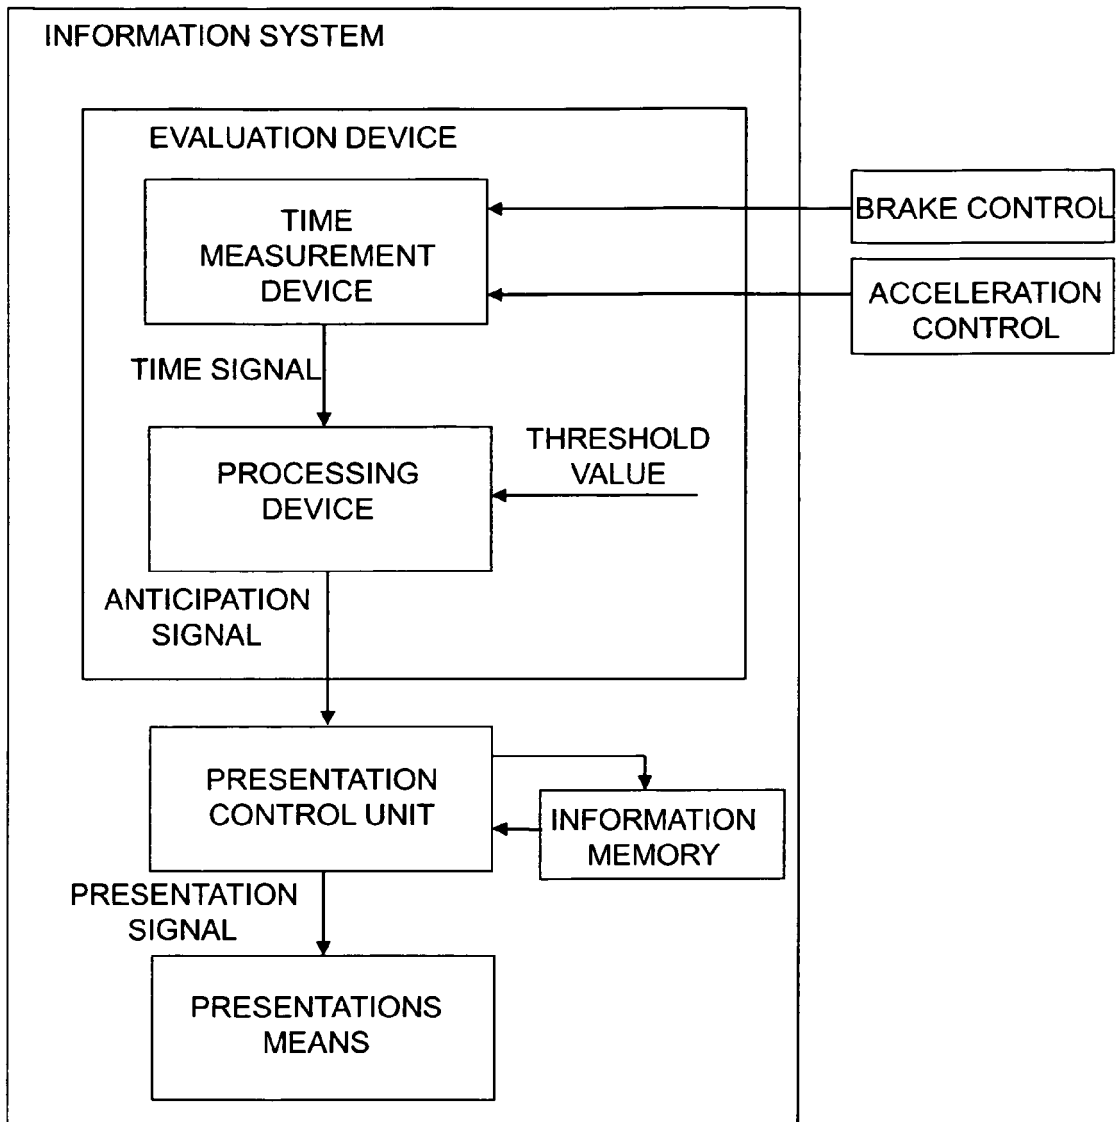 INFORMATION SYSTEM
EVALUATION DEVICE
TIME
MEASUREMENT
DEVICE
BRAKE CONTROL
ACCELERATION
CONTROL
TIME SIGNAL
PROCESSING
DEVICE
THRESHOLD
VALUE
ANTICIPATION
SIGNAL
PRESENTATION
CONTROL UNIT
INFORMATION
MEMORY
PRESENTATION
SIGNAL
PRESENTATIONS
MEANS